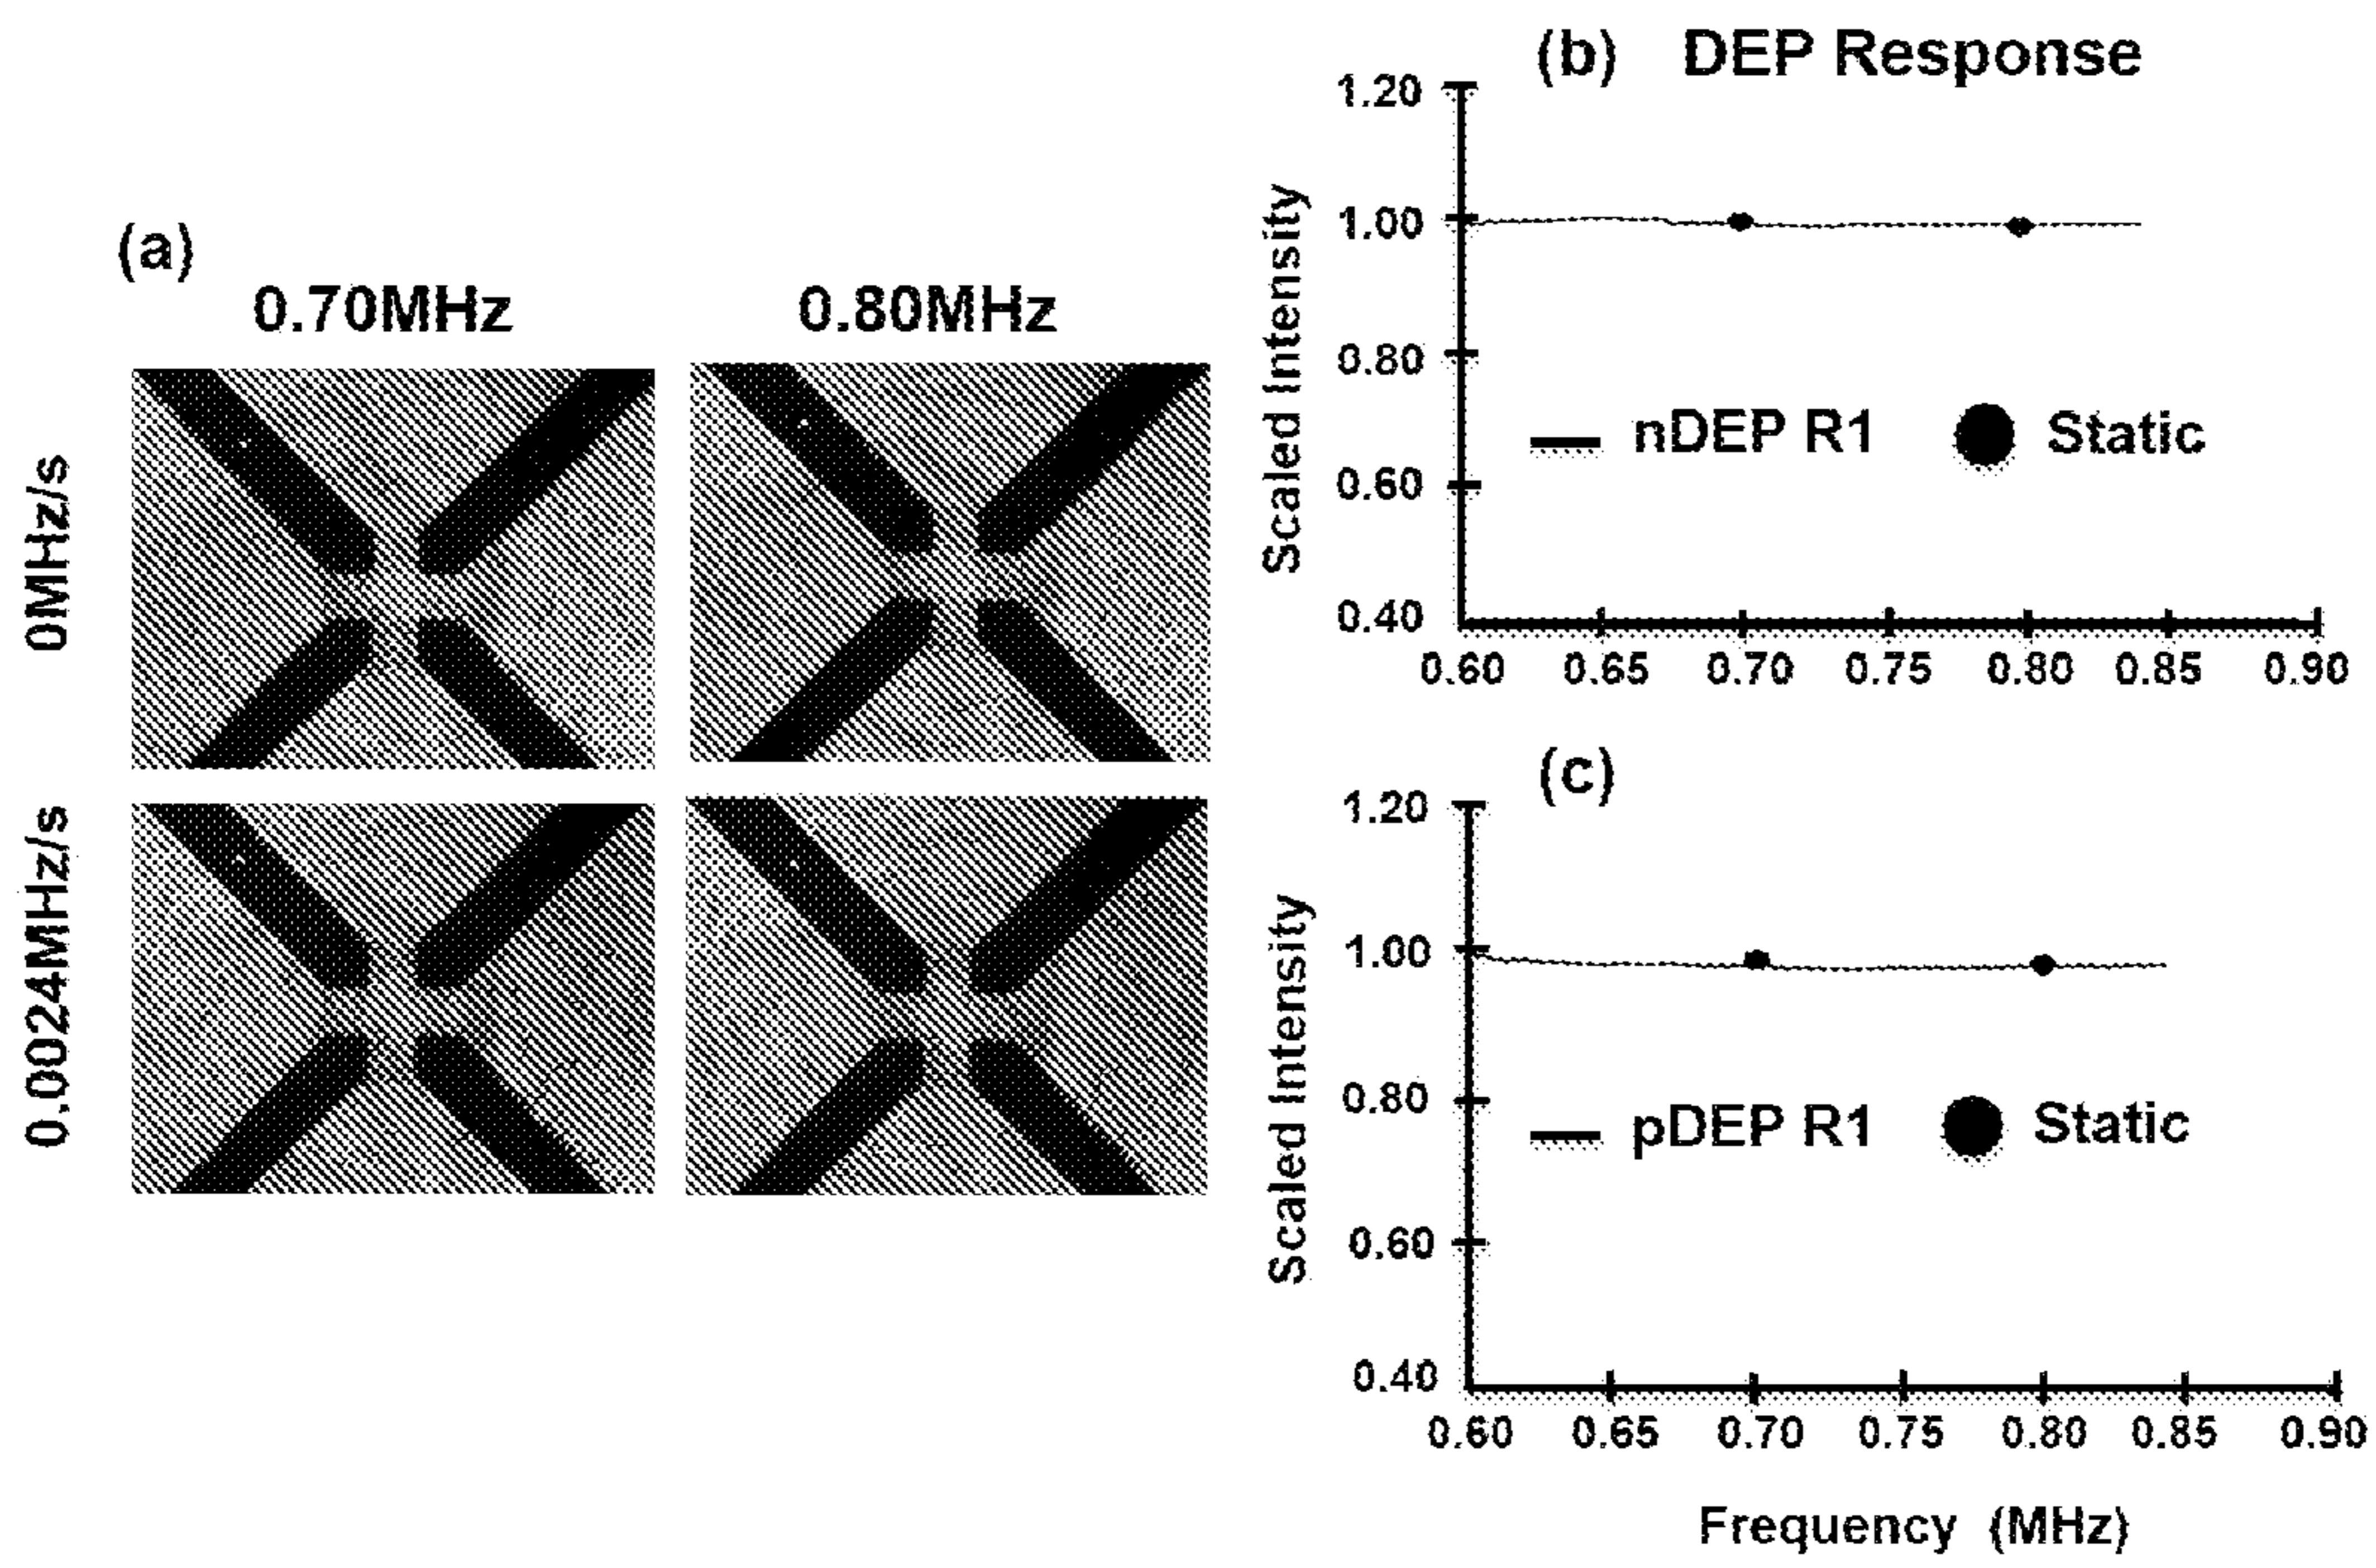 (a)
0.70MHz 0.80MHz
0MHz/s
0.0024MHz/s
(b) DEP Response
Scaled Intensity
1.20
1.00
0.80
0.60
0.40
nDEP R1 Static
0.60 0.65 0.70 0.75 0.80 0.85 0.90
(c)
Scaled Intensity
1.20
1.00
0.80
0.60
0.40
pDEP R1 Static
0.60 0.65 0.70 0.75 0.80 0.85 0.90
Frequency (MHz)